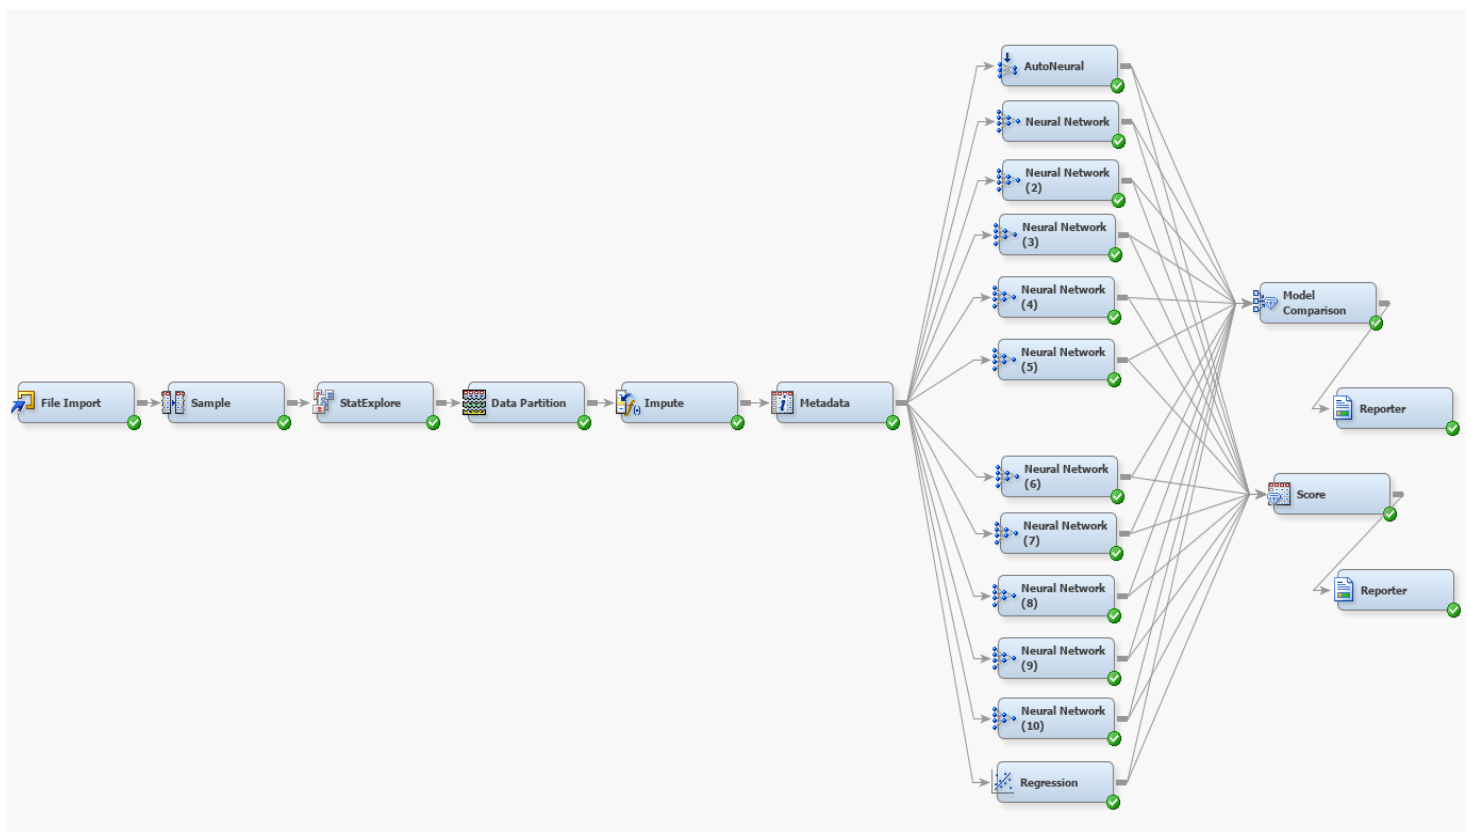 File Import
Sample
StatExplore
Data Partition
Impute
Metadata
AutoNeural
Neural Network
Neural Network
(2)
Neural Network
(3)
Neural Network
(4)
Neural Network
(5)
Neural Network
(6)
Neural Network
(7)
Neural Network
(8)
Neural Network
(9)
Neural Network
(10)
Regression
Model
Comparison
Reporter
Score
Reporter